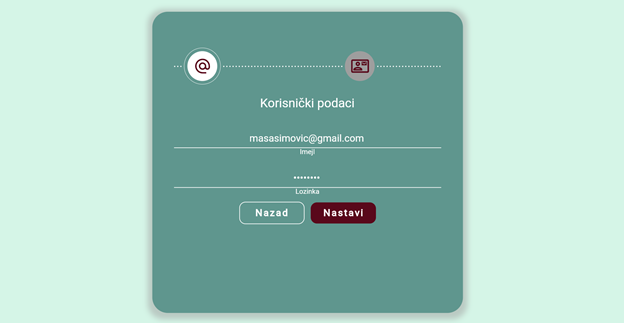 @
Korisnički podaci
masasimovic@gmail.com
Imejl
••••••••
Lozinka
Nazad Nastavi